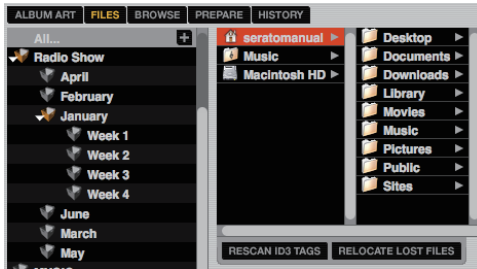 ALBUM ART FILES BROWSE PREPARE HISTORY
All...
Radio Show
April
February
January
Week 1
Week 2
Week 3
Week 4
June
March
May
seratomanual
Music
Macintosh HD
Desktop
Documents
Downloads
Library
Movies
Music
Pictures
Public
Sites
RESCAN ID3 TAGS RELOCATE LOST FILES